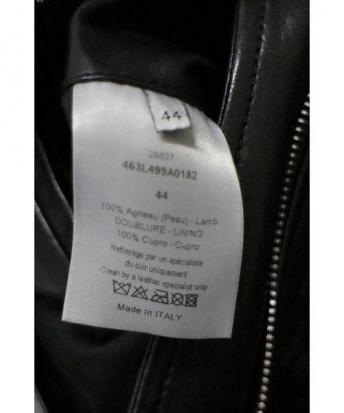 44
26837
463L499A0182
44
100% Agneau (Peau) - Lamb
DOUBLURE - LINING
100% Cupro - Cupro
Nettoyage par un spécialiste
du cuir uniquement
Clean by a leather specialist only
Made in ITALY